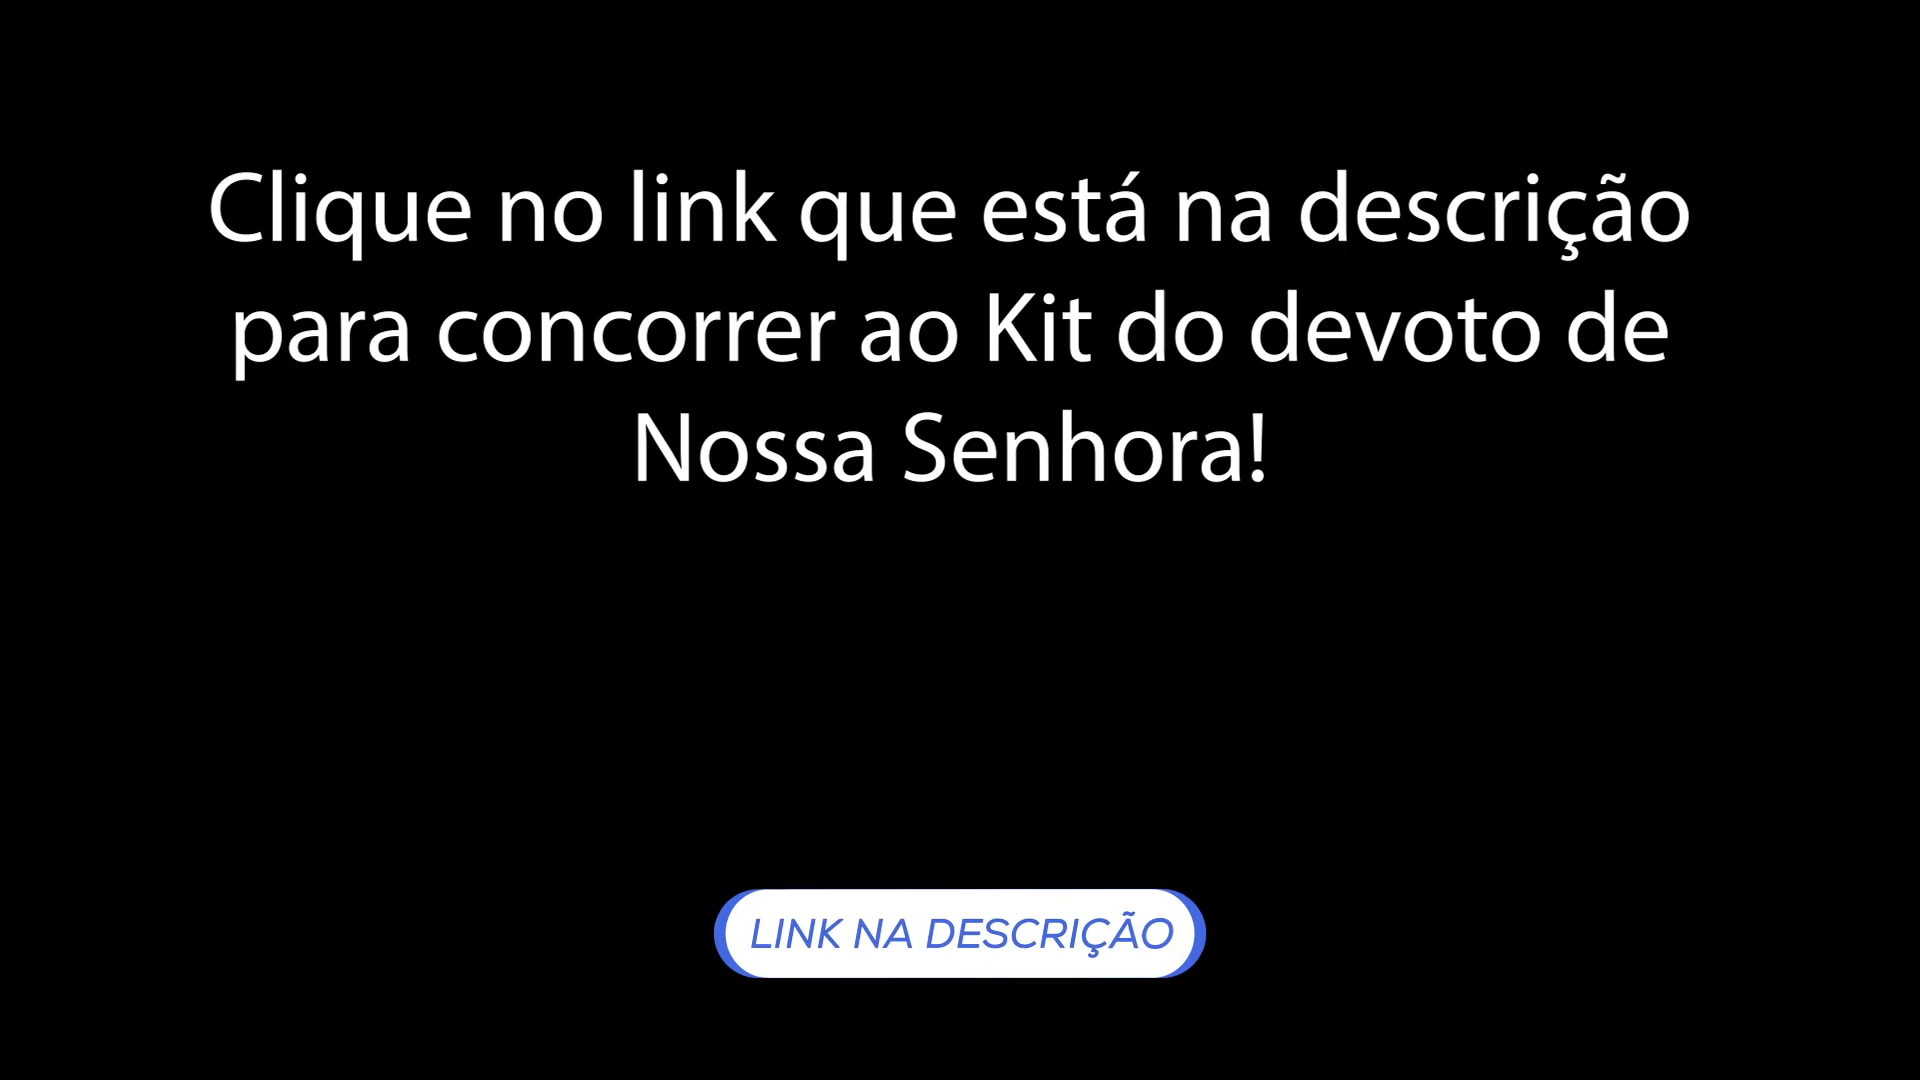 Clique no link que está na descrição
para concorrer ao Kit do devoto de
Nossa Senhora!
LINK NA DESCRIÇÃO